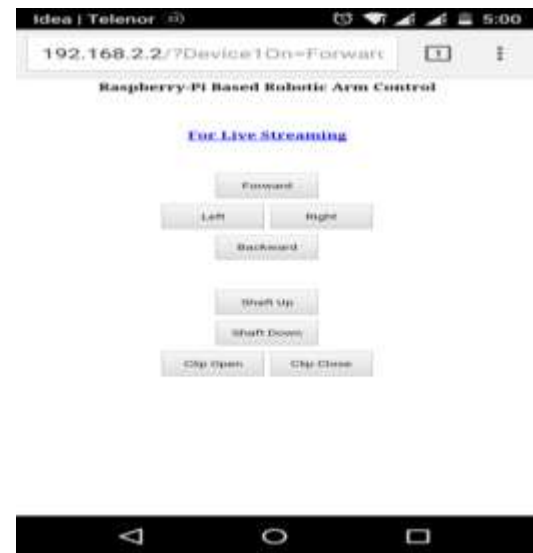 Idea | Telenor 5:00
192.168.2.2/?Device1On=Forward 1
Raspberry-Pi Based Robotic Arm Control
For Live Streaming
Forward
Left Right
Backward
Shaft Up
Shaft Down
Clip Open Clip Close